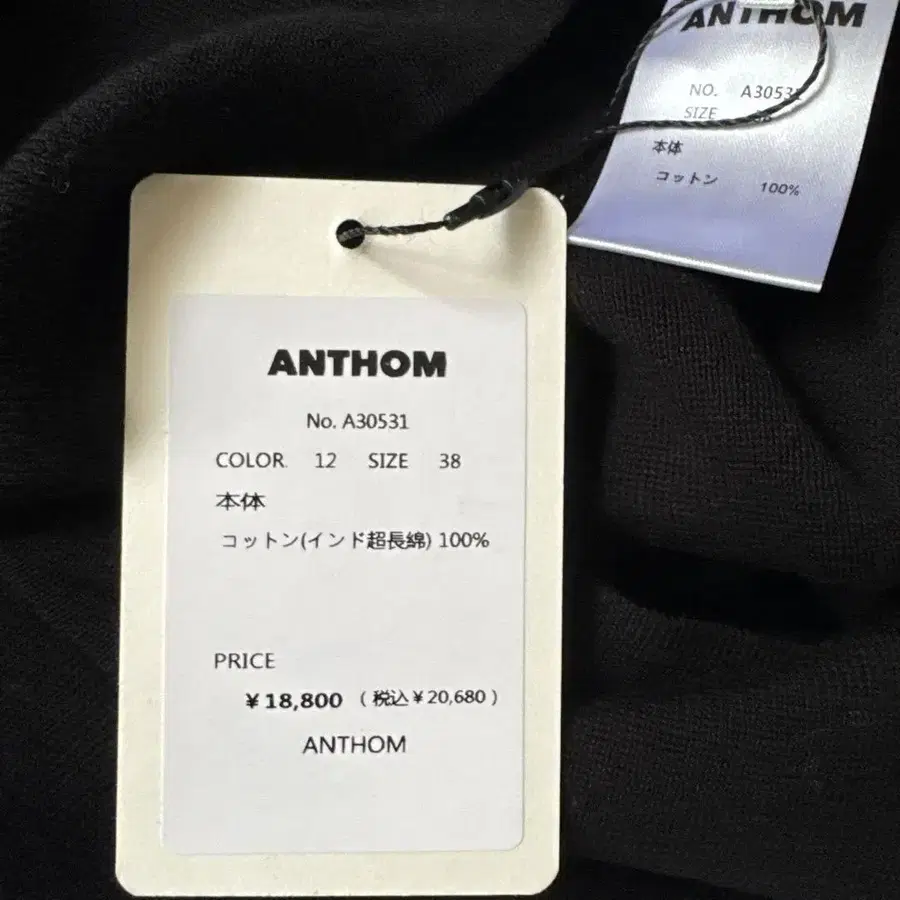 ANTHOM
NO. A30531
SIZE
本体
コットン 100%
ANTHOM
No. A30531
COLOR 12 SIZE 38
本体
コットン(インド超長綿) 100%
PRICE
¥18,800 (税込¥20,680)
ANTHOM